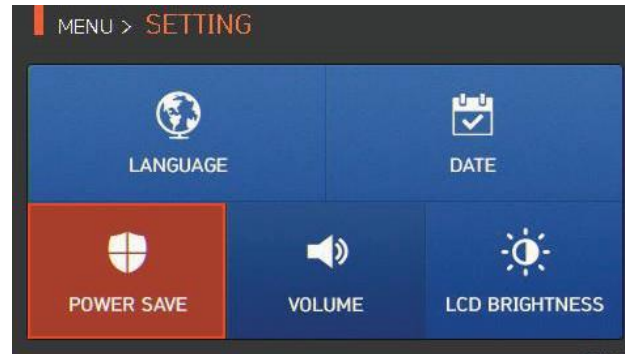 MENU > SETTING
LANGUAGE
DATE
POWER SAVE
VOLUME
LCD BRIGHTNESS